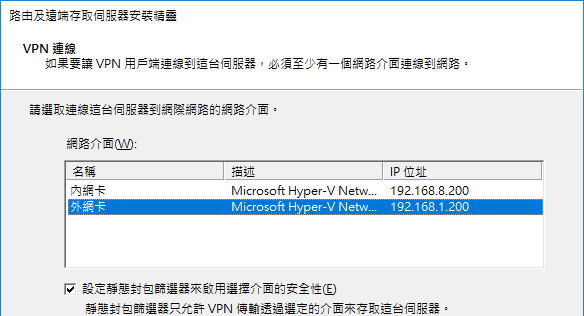 路由及遠端存取伺服器安裝精靈
VPN 連線
如果要讓 VPN 用戶端連線到這台伺服器，必須至少有一個網路介面連線到網路。
請選取連線這台伺服器到網際網路的網路介面。
網路介面(W):
名稱 描述 IP 位址
內網卡 Microsoft Hyper-V Netw... 192.168.8.200
外網卡 Microsoft Hyper-V Netw... 192.168.1.200
設定靜態封包篩選器來啟用選擇介面的安全性(E)
靜態封包篩選器只允許 VPN 傳輸透過選定的介面來存取這台伺服器。